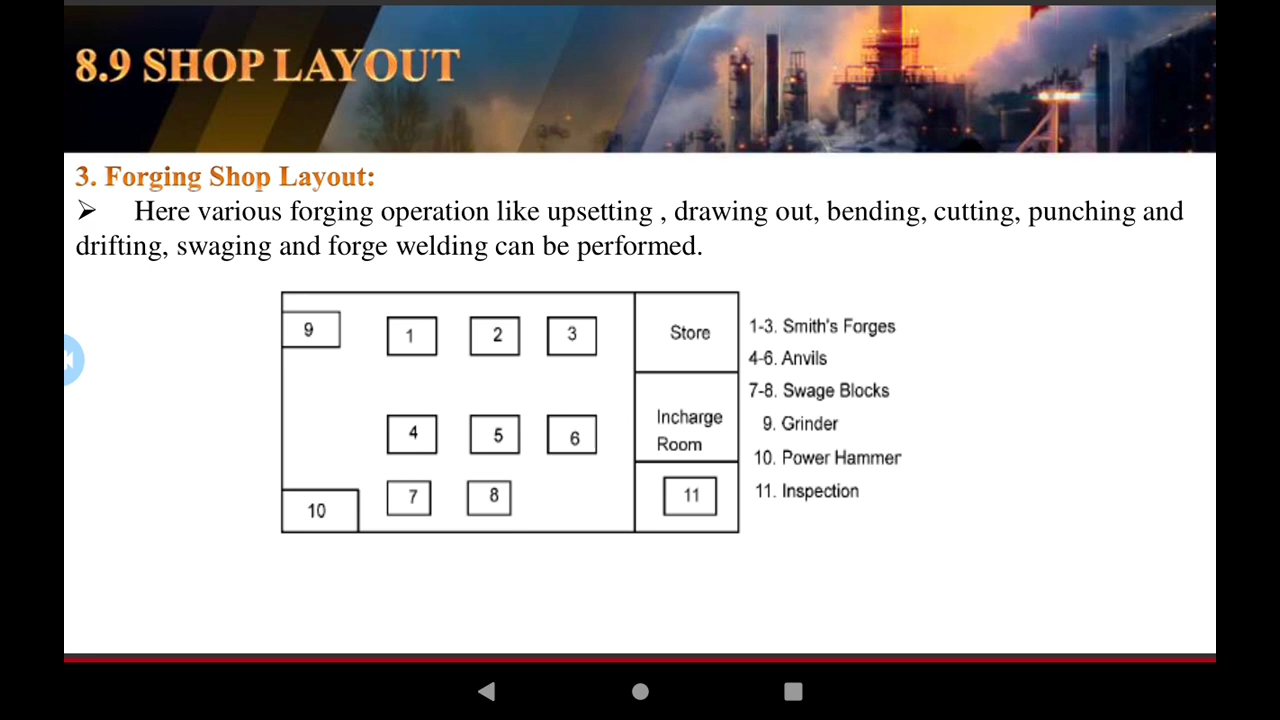 8.9 SHOP LAYOUT
3. Forging Shop Layout:
➢ Here various forging operation like upsetting , drawing out, bending, cutting, punching and
drifting, swaging and forge welding can be performed.
9
1
2
3
Store
4
5
6
Incharge
Room
7
8
10
11
1-3. Smith's Forges
4-6. Anvils
7-8. Swage Blocks
9. Grinder
10. Power Hammer
11. Inspection